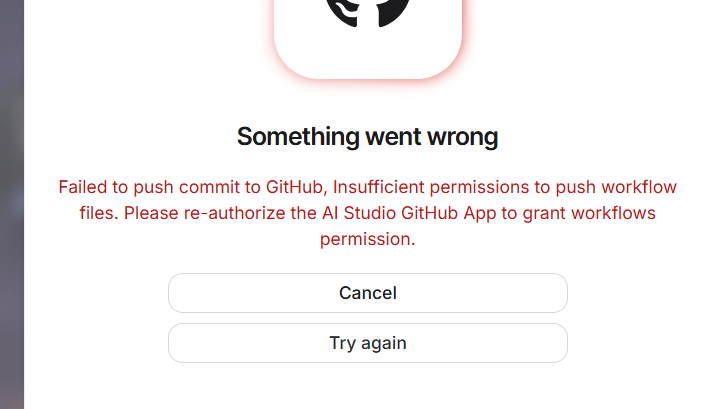 Something went wrong
Failed to push commit to GitHub, Insufficient permissions to push workflow
files. Please re-authorize the AI Studio GitHub App to grant workflows
permission.
Cancel
Try again